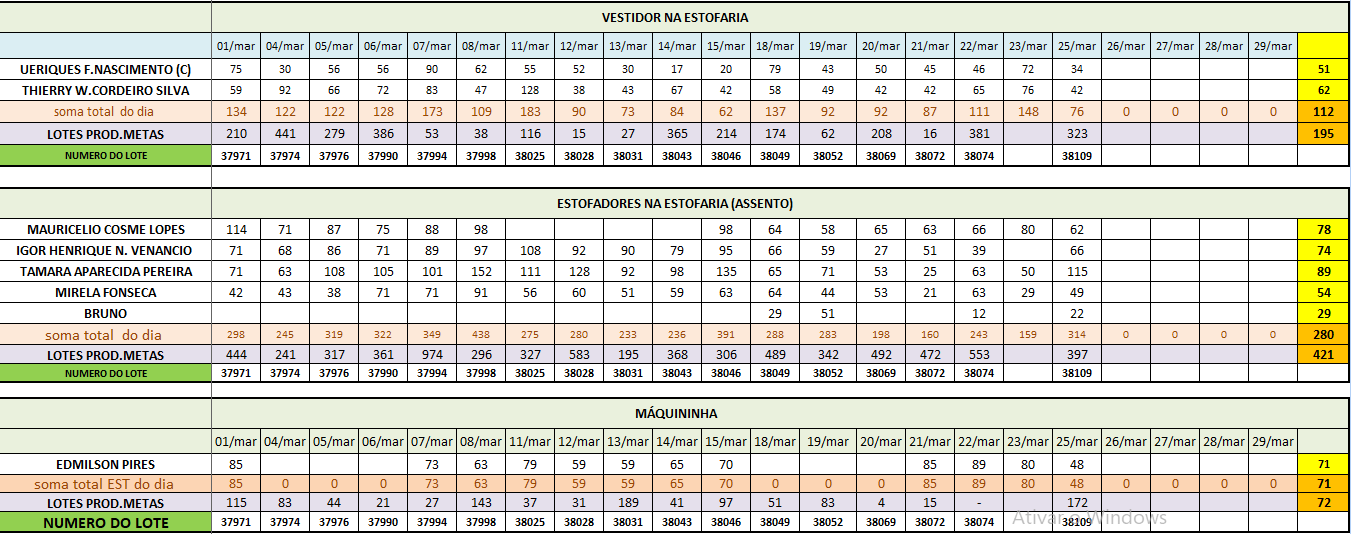 VESTIDOR NA ESTOFARIA
01/mar 04/mar 05/mar 06/mar 07/mar 08/mar 11/mar 12/mar 13/mar 14/mar 15/mar 18/mar 19/mar 20/mar 21/mar 22/mar 23/mar 25/mar 26/mar 27/mar 28/mar 29/mar
UERIQUES F.NASCIMENTO (C) 75 30 56 56 90 62 55 52 30 17 20 79 43 50 45 46 72 34 51
THIERRY W.CORDEIRO SILVA 59 92 66 72 83 47 128 38 43 67 42 58 49 42 42 65 76 42 62
soma total do dia 134 122 122 128 173 109 183 90 73 84 62 137 92 92 87 111 148 76 0 0 0 0 112
LOTES PROD.METAS 210 441 279 386 53 38 116 15 27 365 214 174 62 208 16 381 323 195
NUMERO DO LOTE 37971 37974 37976 37990 37994 37998 38025 38028 38031 38043 38046 38049 38052 38069 38072 38074 38109
ESTOFADORES NA ESTOFARIA (ASSENTO)
MAURICELIO COSME LOPES 114 71 87 75 88 98 98 64 58 65 63 66 80 62 78
IGOR HENRIQUE N. VENANCIO 71 68 86 71 89 97 108 92 90 79 95 66 59 27 51 39 66 74
TAMARA APARECIDA PEREIRA 71 63 108 105 101 152 111 128 92 98 135 65 71 53 25 63 50 115 89
MIRELA FONSECA 42 43 38 71 71 91 56 60 51 59 63 64 44 53 21 63 29 49 54
BRUNO 29 51 12 22 29
soma total do dia 298 245 319 322 349 438 275 280 233 236 391 288 283 198 160 243 159 314 0 0 0 0 280
LOTES PROD.METAS 444 241 317 361 974 296 327 583 195 368 306 489 342 492 472 553 397 421
NUMERO DO LOTE 37971 37974 37976 37990 37994 37998 38025 38028 38031 38043 38046 38049 38052 38069 38072 38074 38109
MÁQUININHA
01/mar 04/mar 05/mar 06/mar 07/mar 08/mar 11/mar 12/mar 13/mar 14/mar 15/mar 18/mar 19/mar 20/mar 21/mar 22/mar 23/mar 25/mar 26/mar 27/mar 28/mar 29/mar
EDMILSON PIRES 85 73 63 79 59 59 65 70 85 89 80 48 71
soma total EST do dia 85 0 0 0 73 63 79 59 59 65 70 0 0 0 85 89 80 48 0 0 0 0 71
LOTES PROD.METAS 115 83 44 21 27 143 37 31 189 41 97 51 83 4 15 - 172 72
NUMERO DO LOTE 37971 37974 37976 37990 37994 37998 38025 38028 38031 38043 38046 38049 38052 38069 38072 38074 38109
Ativar o Windows